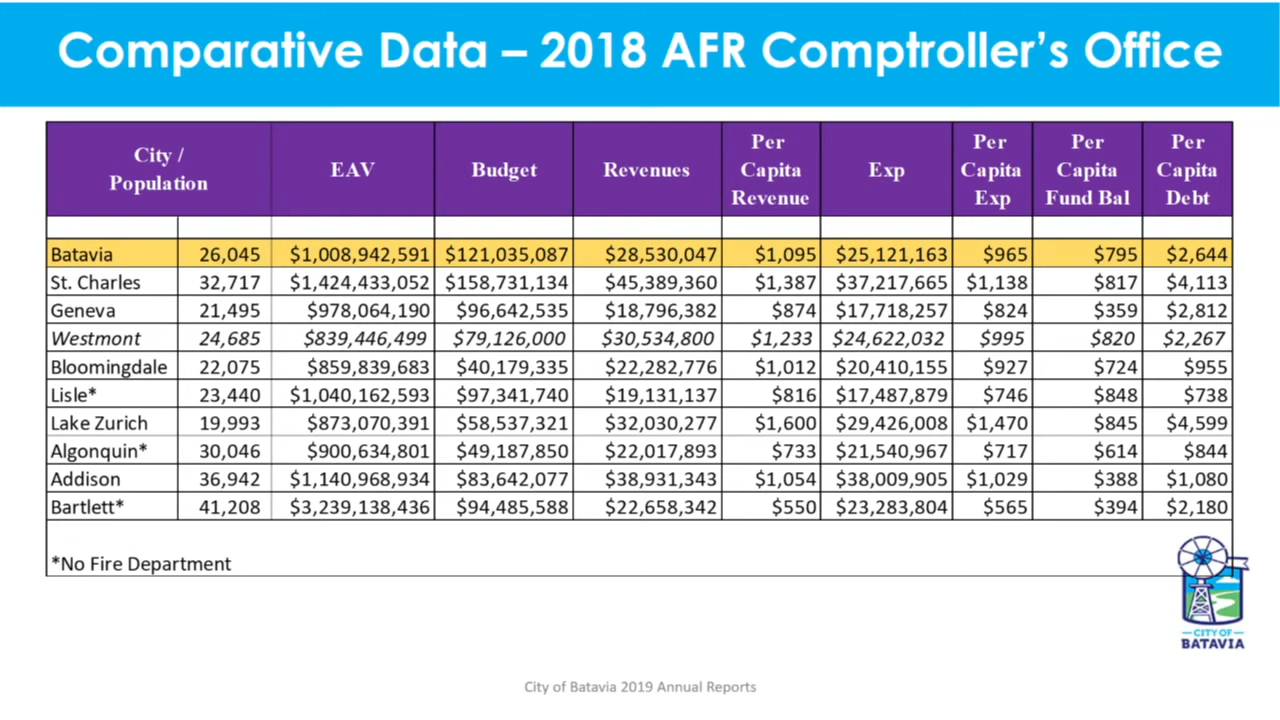 Comparative Data – 2018 AFR Comptroller's Office
City / Population EAV Budget Revenues Per Capita Revenue Exp Per Capita Exp Per Capita Fund Bal Per Capita Debt
Batavia 26,045 $1,008,942,591 $121,035,087 $28,530,047 $1,095 $25,121,163 $965 $795 $2,644
St. Charles 32,717 $1,424,433,052 $158,731,134 $45,389,360 $1,387 $37,217,665 $1,138 $817 $4,113
Geneva 21,495 $978,064,190 $96,642,535 $18,796,382 $874 $17,718,257 $824 $359 $2,812
Westmont 24,685 $839,446,499 $79,126,000 $30,534,800 $1,233 $24,622,032 $995 $820 $2,267
Bloomingdale 22,075 $859,839,683 $40,179,335 $22,282,776 $1,012 $20,410,155 $927 $724 $955
Lisle* 23,440 $1,040,162,593 $97,341,740 $19,131,137 $816 $17,487,879 $746 $848 $738
Lake Zurich 19,993 $873,070,391 $58,537,321 $32,030,277 $1,600 $29,426,008 $1,470 $845 $4,599
Algonquin* 30,046 $900,634,801 $49,187,850 $22,017,893 $733 $21,540,967 $717 $614 $844
Addison 36,942 $1,140,968,934 $83,642,077 $38,931,343 $1,054 $38,009,905 $1,029 $388 $1,080
Bartlett* 41,208 $3,239,138,436 $94,485,588 $22,658,342 $550 $23,283,804 $565 $394 $2,180
*No Fire Department
CITY OF
BATAVIA
City of Batavia 2019 Annual Reports